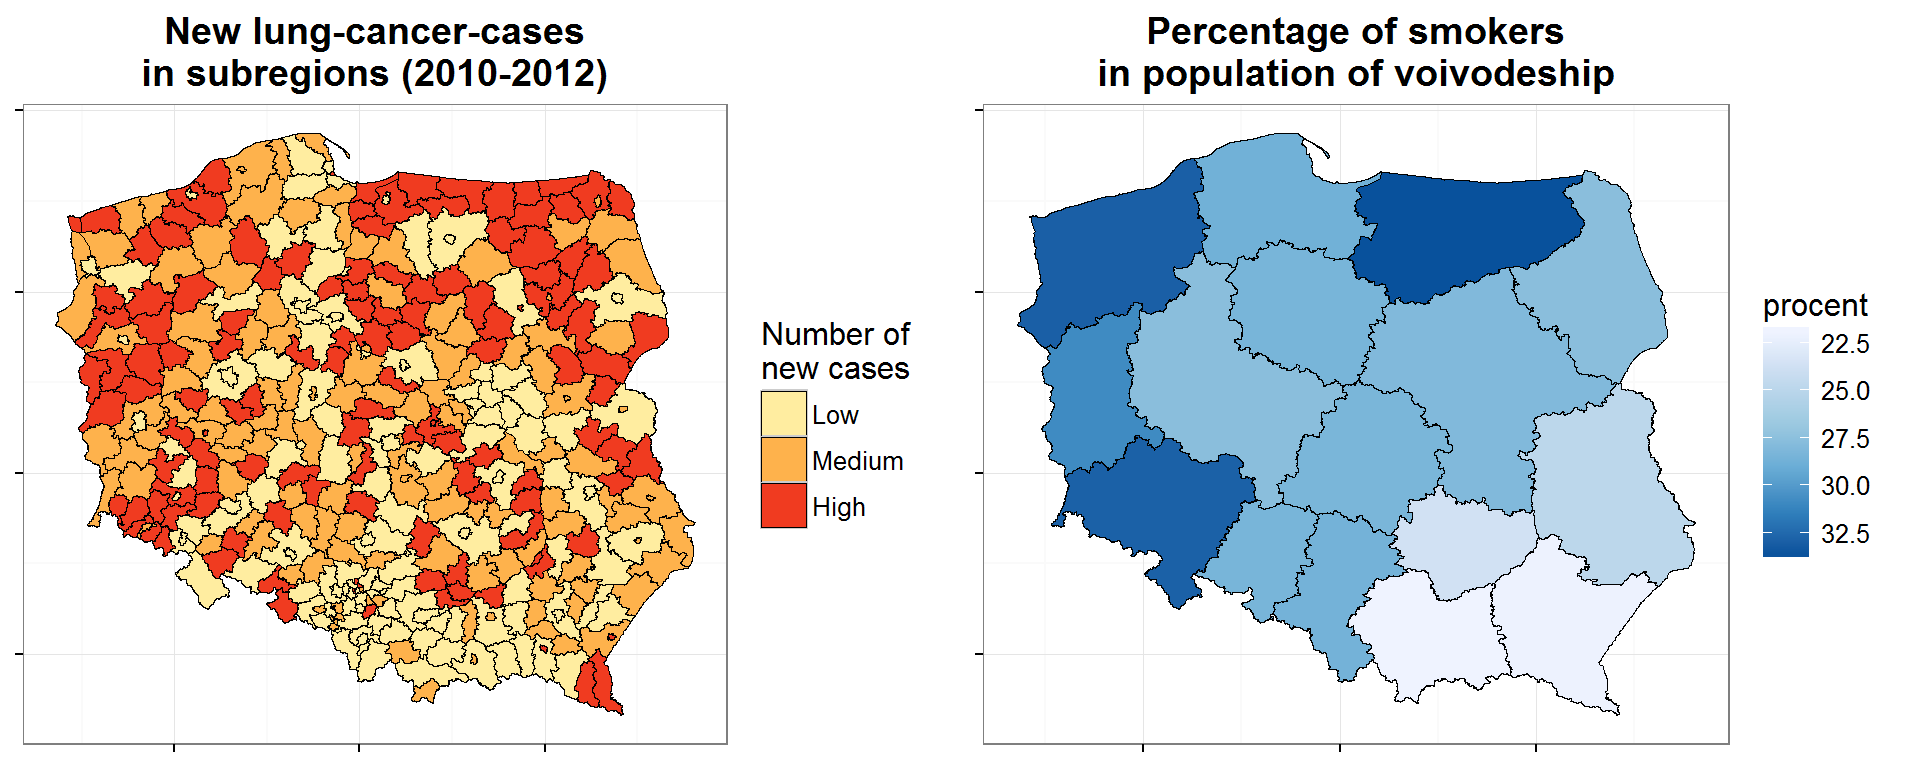 New lung-cancer-cases
in subregions (2010-2012)
Number of
new cases
Low
Medium
High
Percentage of smokers
in population of voivodeship
procent
22.5
25.0
27.5
30.0
32.5